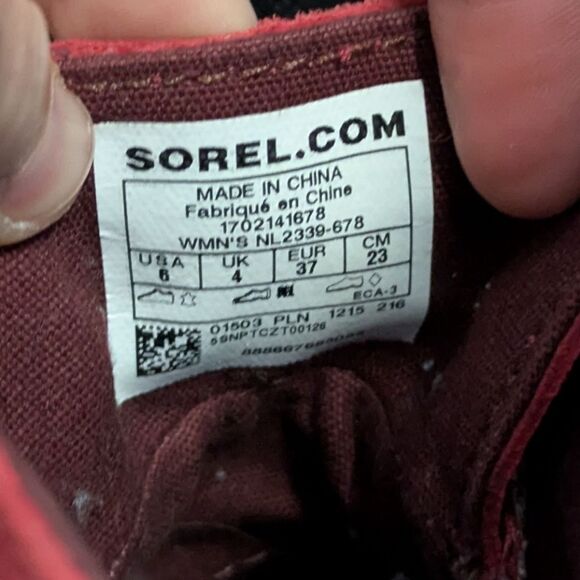 SOREL.COM
MADE IN CHINA
Fabriqué en Chine
1702141678
WMN'S NL2339-678
USA UK EUR CM
6 4 37 23
ECA-3
01503 PLN 1215 216